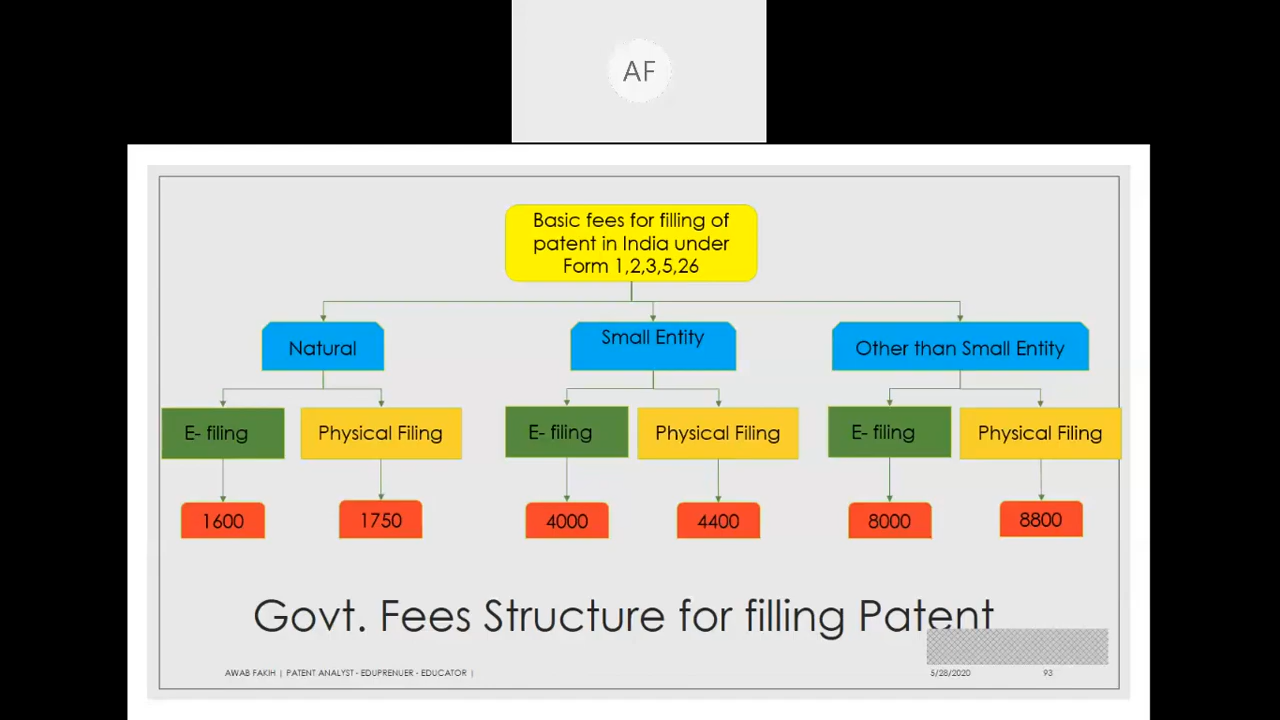 AF
Basic fees for filling of
patent in India under
Form 1,2,3,5,26
Natural
Small Entity
Other than Small Entity
E- filing
Physical Filing
E- filing
Physical Filing
E- filing
Physical Filing
1600
1750
4000
4400
8000
8800
Govt. Fees Structure for filling Patent
AWAB FAKIH | PATENT ANALYST - EDUPRENUER - EDUCATOR |
5/28/2020
93